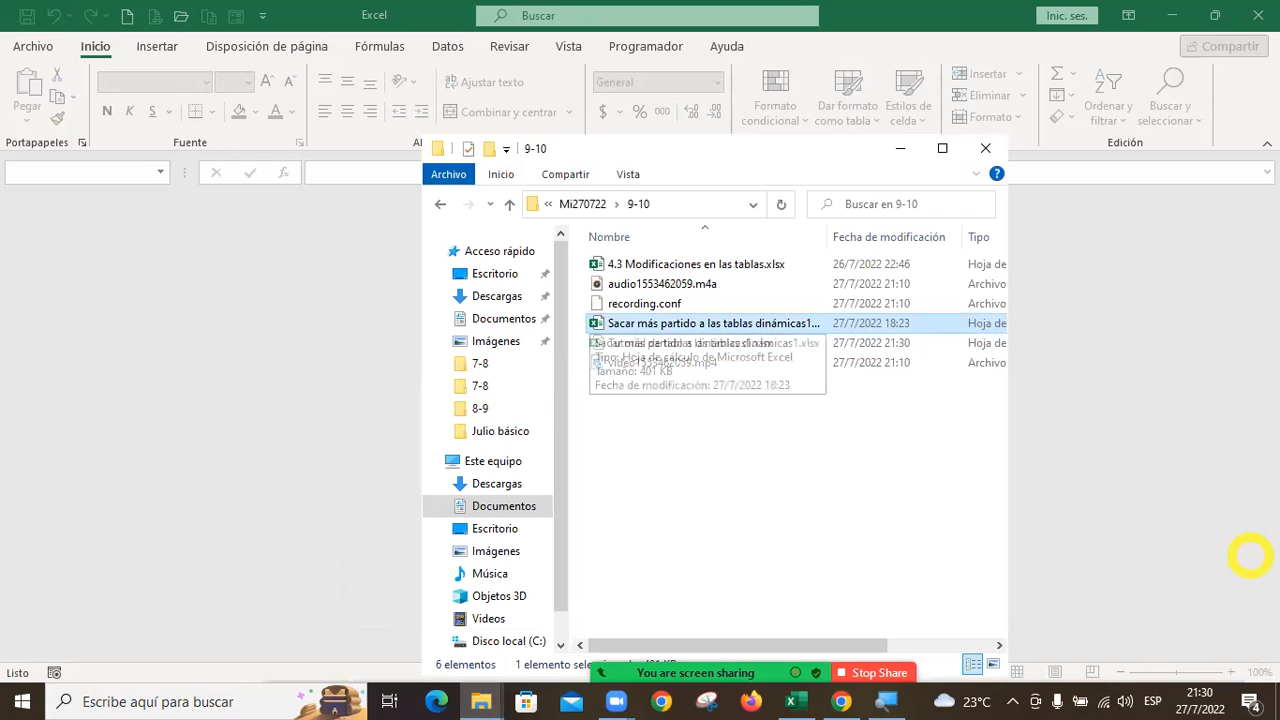 Excel
Buscar
Inic. ses.
Archivo Inicio Insertar Disposición de página Fórmulas Datos Revisar Vista Programador Ayuda
Compartir
Pegar
N K S
A A
Ajustar texto
Combinar y centrar
General
$ % 000
Formato condicional
Dar formato como tabla
Estilos de celda
Insertar
Eliminar
Formato
Ordenar y filtrar
Buscar y seleccionar
Portapapeles
Fuente
Edición
9-10
Archivo Inicio Compartir Vista
Mi270722 9-10
Buscar en 9-10
Nombre Fecha de modificación Tipo
4.3 Modificaciones en las tablas.xlsx 26/7/2022 22:46 Hoja de
audio1553462059.m4a 27/7/2022 21:10 Archivo
recording.conf 27/7/2022 21:10 Archivo
Sacar más partido a las tablas dinámicas1... 27/7/2022 18:23 Hoja de
27/7/2022 21:30 Hoja de
video1553462059.mp4 27/7/2022 21:10 Archivo
Tipo: Hoja de cálculo de Microsoft Excel
Tamaño: 401 KB
Fecha de modificación: 27/7/2022 18:23
Acceso rápido
Escritorio
Descargas
Documentos
Imágenes
7-8
7-8
8-9
Julio básico
Este equipo
Descargas
Documentos
Escritorio
Imágenes
Música
Objetos 3D
Videos
Disco local (C:)
6 elementos 1 elemento
You are screen sharing
Stop Share
Listo
100%
Escribe aquí para buscar
23°C
ESP
21:30
27/7/2022
4